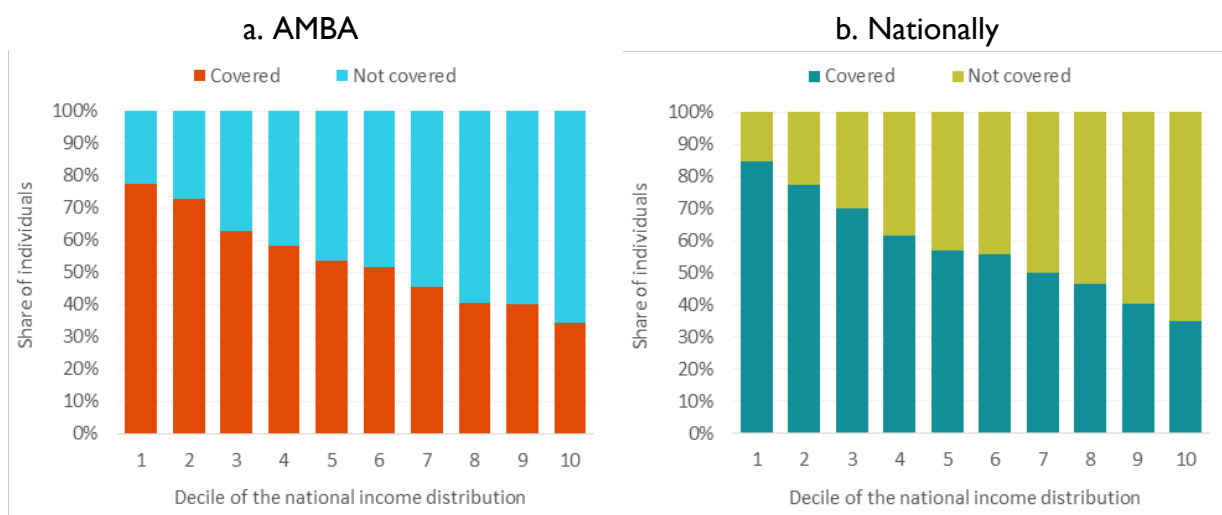 a. AMBA
Covered Not covered
100%
90%
80%
70%
60%
50%
40%
30%
20%
10%
0%
Share of individuals
1 2 3 4 5 6 7 8 9 10
Decile of the national income distribution
b. Nationally
Covered Not covered
100%
90%
80%
70%
60%
50%
40%
30%
20%
10%
0%
Share of individuals
1 2 3 4 5 6 7 8 9 10
Decile of the national income distribution